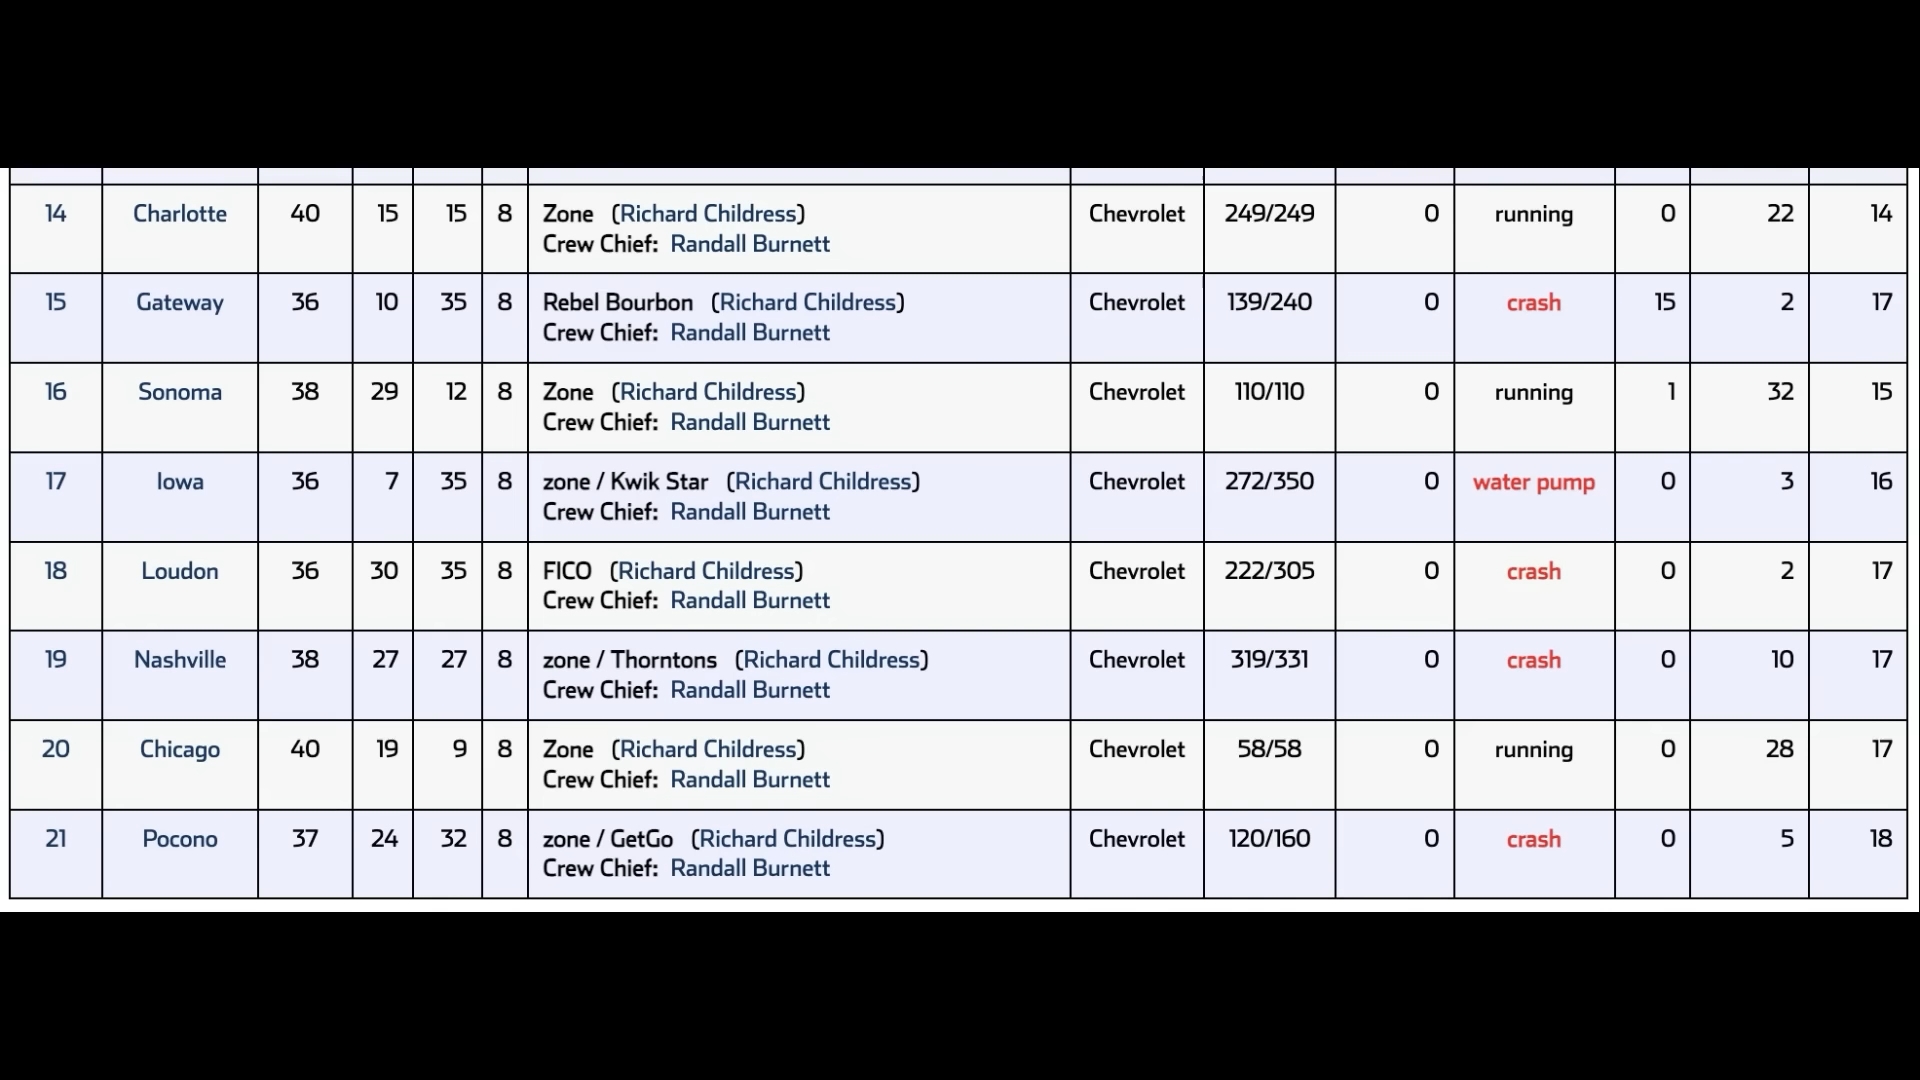 14 Charlotte 40 15 15 8 Zone (Richard Childress) Chevrolet 249/249 0 running 0 22 14
Crew Chief: Randall Burnett
15 Gateway 36 10 35 8 Rebel Bourbon (Richard Childress) Chevrolet 139/240 0 crash 15 2 17
Crew Chief: Randall Burnett
16 Sonoma 38 29 12 8 Zone (Richard Childress) Chevrolet 110/110 0 running 1 32 15
Crew Chief: Randall Burnett
17 Iowa 36 7 35 8 zone / Kwik Star (Richard Childress) Chevrolet 272/350 0 water pump 0 3 16
Crew Chief: Randall Burnett
18 Loudon 36 30 35 8 FICO (Richard Childress) Chevrolet 222/305 0 crash 0 2 17
Crew Chief: Randall Burnett
19 Nashville 38 27 27 8 zone / Thorntons (Richard Childress) Chevrolet 319/331 0 crash 0 10 17
Crew Chief: Randall Burnett
20 Chicago 40 19 9 8 Zone (Richard Childress) Chevrolet 58/58 0 running 0 28 17
Crew Chief: Randall Burnett
21 Pocono 37 24 32 8 zone / GetGo (Richard Childress) Chevrolet 120/160 0 crash 0 5 18
Crew Chief: Randall Burnett